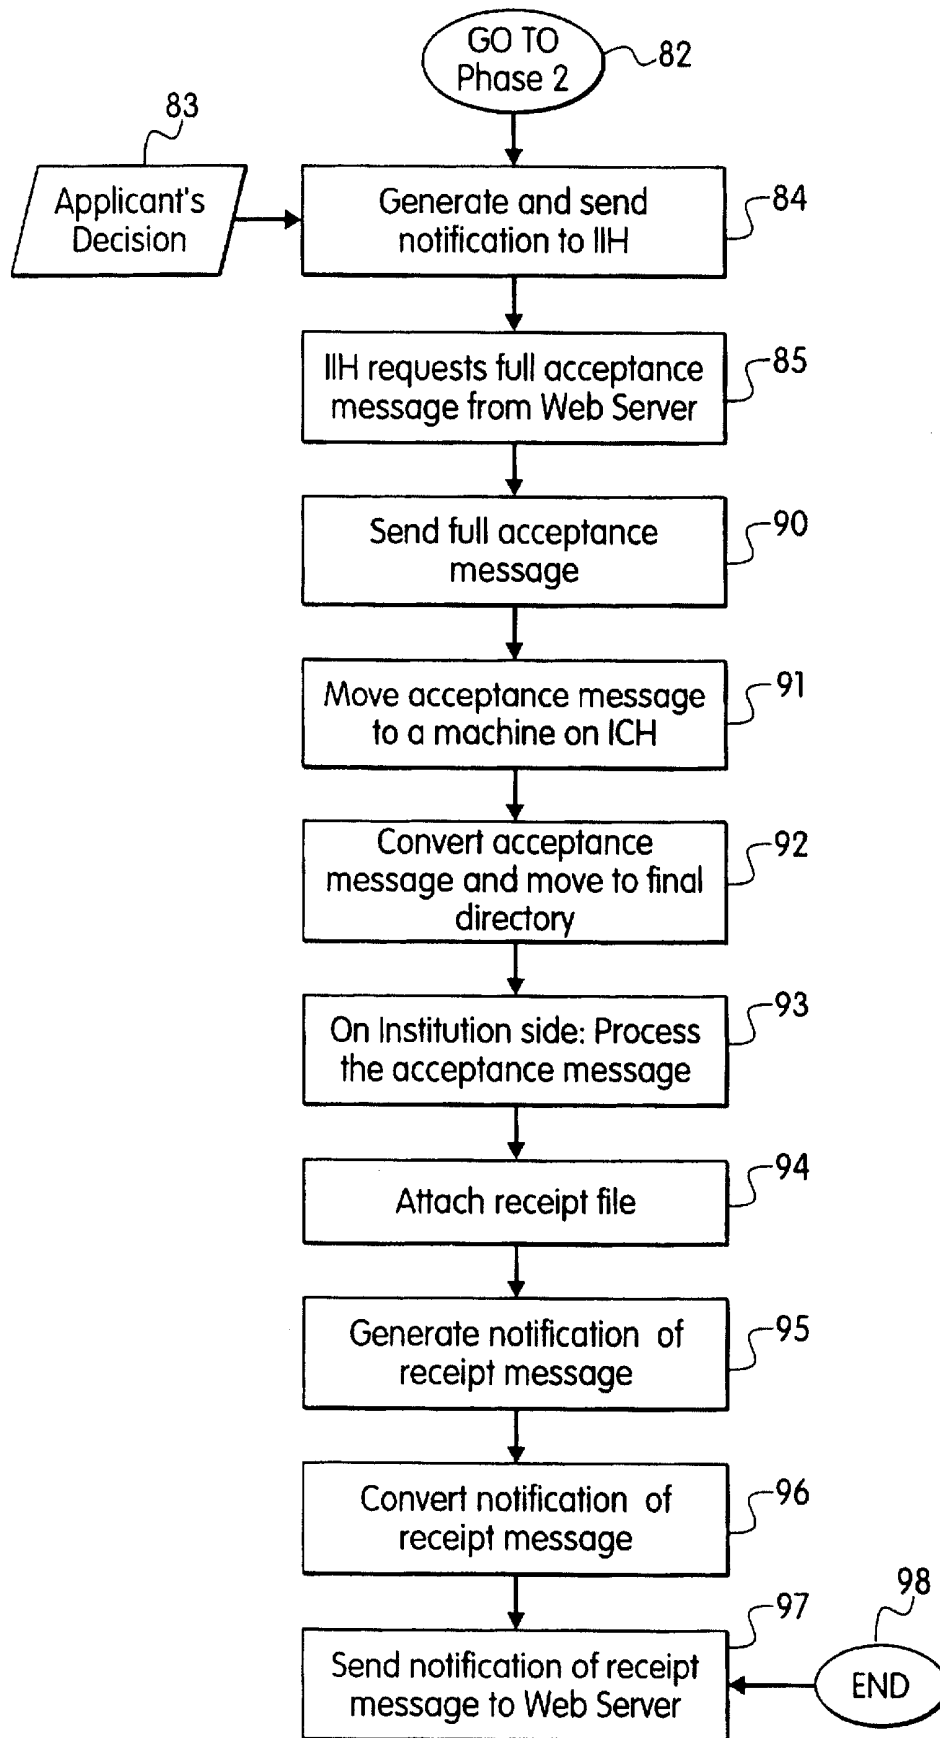 GO TO
Phase 2
82
83
Applicant's
Decision
Generate and send
notification to IIH
84
IIH requests full acceptance
message from Web Server
85
Send full acceptance
message
90
Move acceptance message
to a machine on ICH
91
Convert acceptance
message and move to final
directory
92
On Institution side: Process
the acceptance message
93
Attach receipt file
94
Generate notification of
receipt message
95
Convert notification of
receipt message
96
Send notification of receipt
message to Web Server
97
END
98